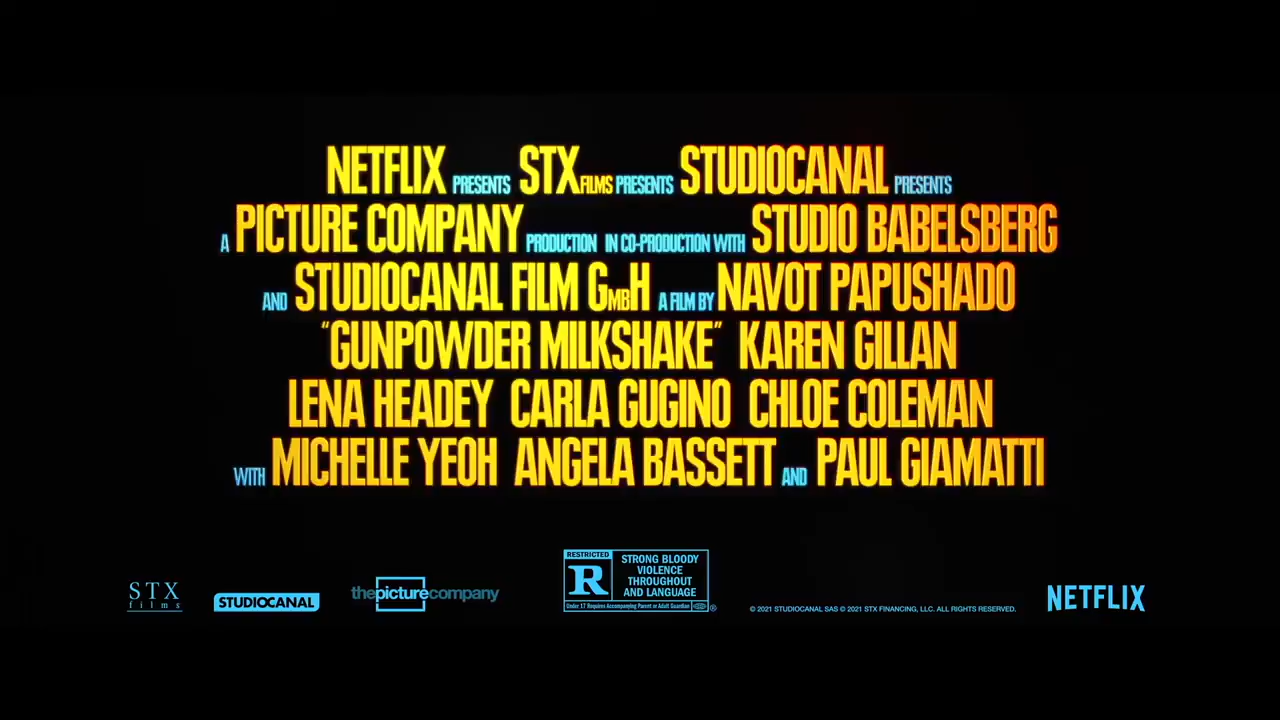 NETFLIX PRESENTS STXFILMS PRESENTS STUDIOCANAL PRESENTS
A PICTURE COMPANY PRODUCTION IN CO-PRODUCTION WITH STUDIO BABELSBERG
AND STUDIOCANAL FILM GMBH A FILM BY NAVOT PAPUSHADO
“GUNPOWDER MILKSHAKE” KAREN GILLAN
LENA HEADEY CARLA GUGINO CHLOE COLEMAN
WITH MICHELLE YEOH ANGELA BASSETT AND PAUL GIAMATTI
STX
films
STUDIOCANAL
thepicturecompany
RESTRICTED
R
STRONG BLOODY
VIOLENCE
THROUGHOUT
AND LANGUAGE
Under 17 Requires Accompanying Parent or Adult Guardian
®
© 2021 STUDIOCANAL SAS © 2021 STX FINANCING, LLC. ALL RIGHTS RESERVED.
NETFLIX